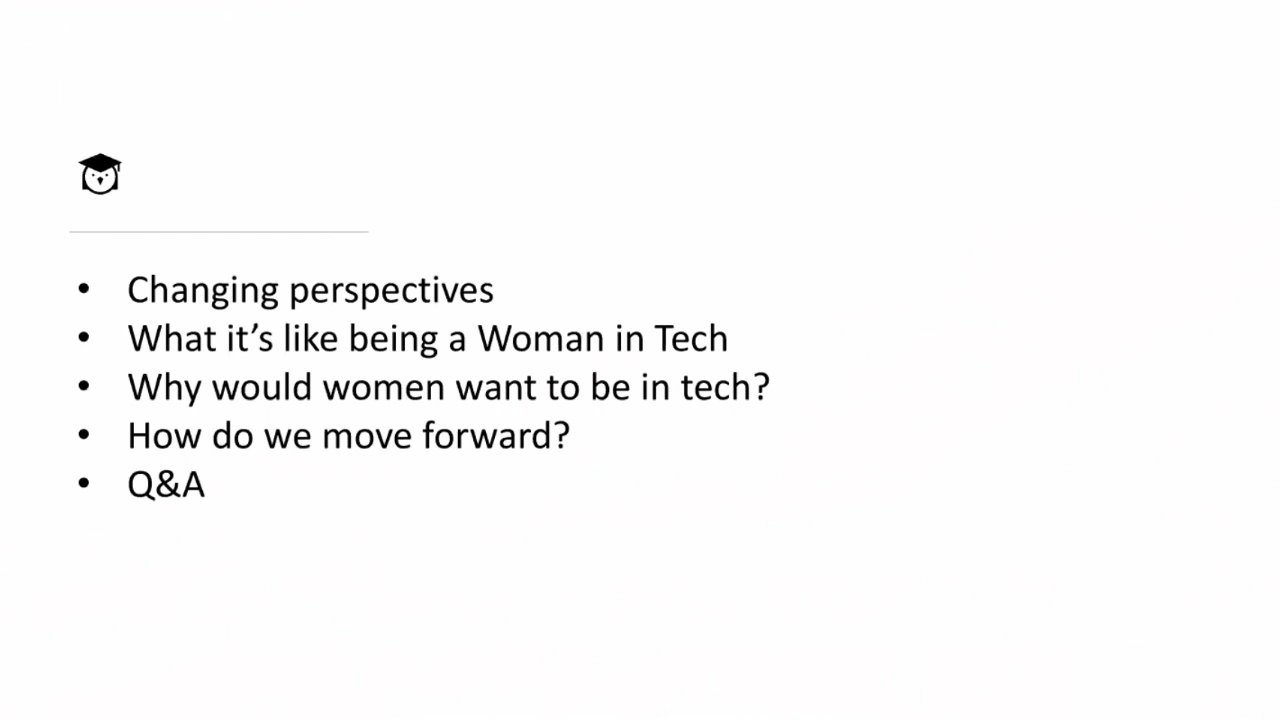 • Changing perspectives
• What it’s like being a Woman in Tech
• Why would women want to be in tech?
• How do we move forward?
• Q&A